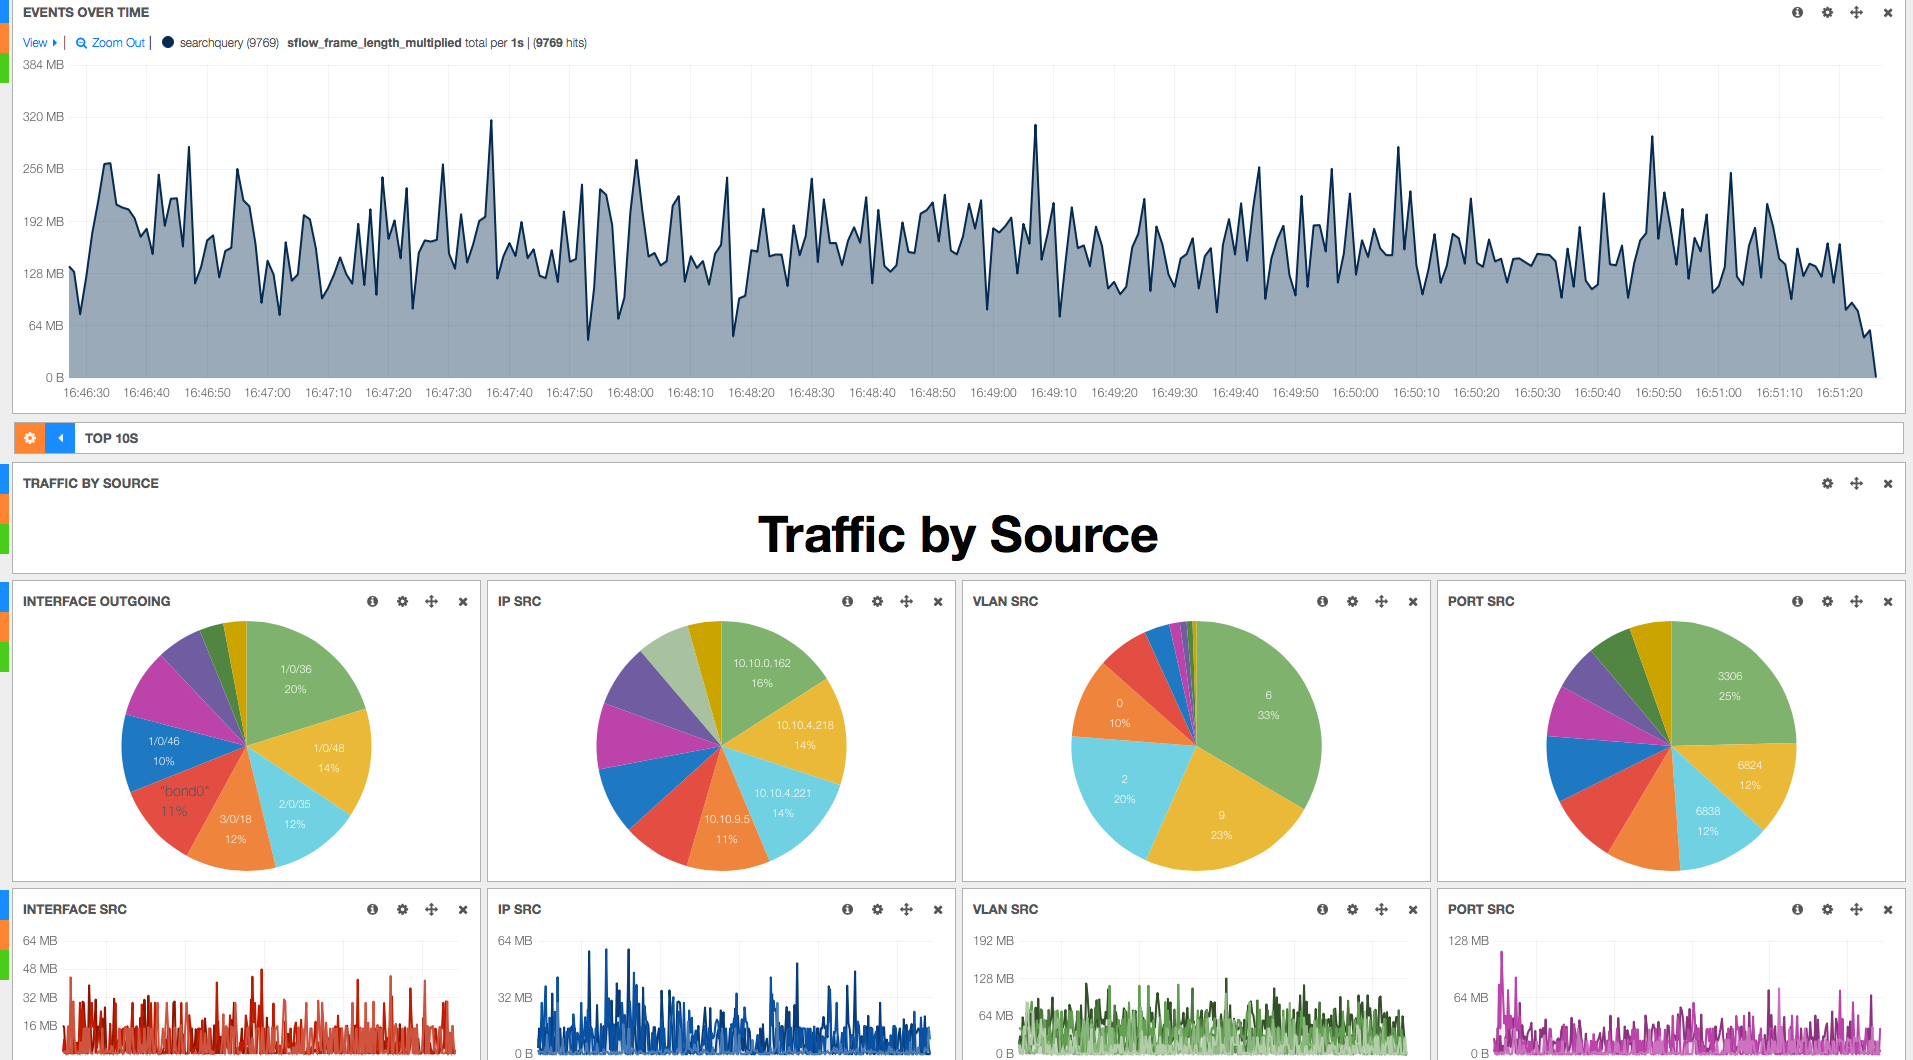 EVENTS OVER TIME
View | Zoom Out | searchquery (9769) sflow_frame_length_multiplied total per 1s | (9769 hits)
384 MB
320 MB
256 MB
192 MB
128 MB
64 MB
0 B
16:46:30 16:46:40 16:46:50 16:47:00 16:47:10 16:47:20 16:47:30 16:47:40 16:47:50 16:48:00 16:48:10 16:48:20 16:48:30 16:48:40 16:48:50 16:49:00 16:49:10 16:49:20 16:49:30 16:49:40 16:49:50 16:50:00 16:50:10 16:50:20 16:50:30 16:50:40 16:50:50 16:51:00 16:51:10 16:51:20
TOP 10S
TRAFFIC BY SOURCE
Traffic by Source
INTERFACE OUTGOING
1/0/36
20%
1/0/48
14%
2/0/35
12%
3/0/18
12%
"bond0"
11%
1/0/46
10%
IP SRC
10.10.0.162
16%
10.10.4.218
14%
10.10.4.221
14%
10.10.9.5
11%
VLAN SRC
6
33%
9
23%
2
20%
0
10%
PORT SRC
3306
25%
6824
12%
6838
12%
INTERFACE SRC
64 MB
48 MB
32 MB
16 MB
IP SRC
64 MB
32 MB
0 B
VLAN SRC
192 MB
128 MB
64 MB
0 B
PORT SRC
128 MB
64 MB
0 B